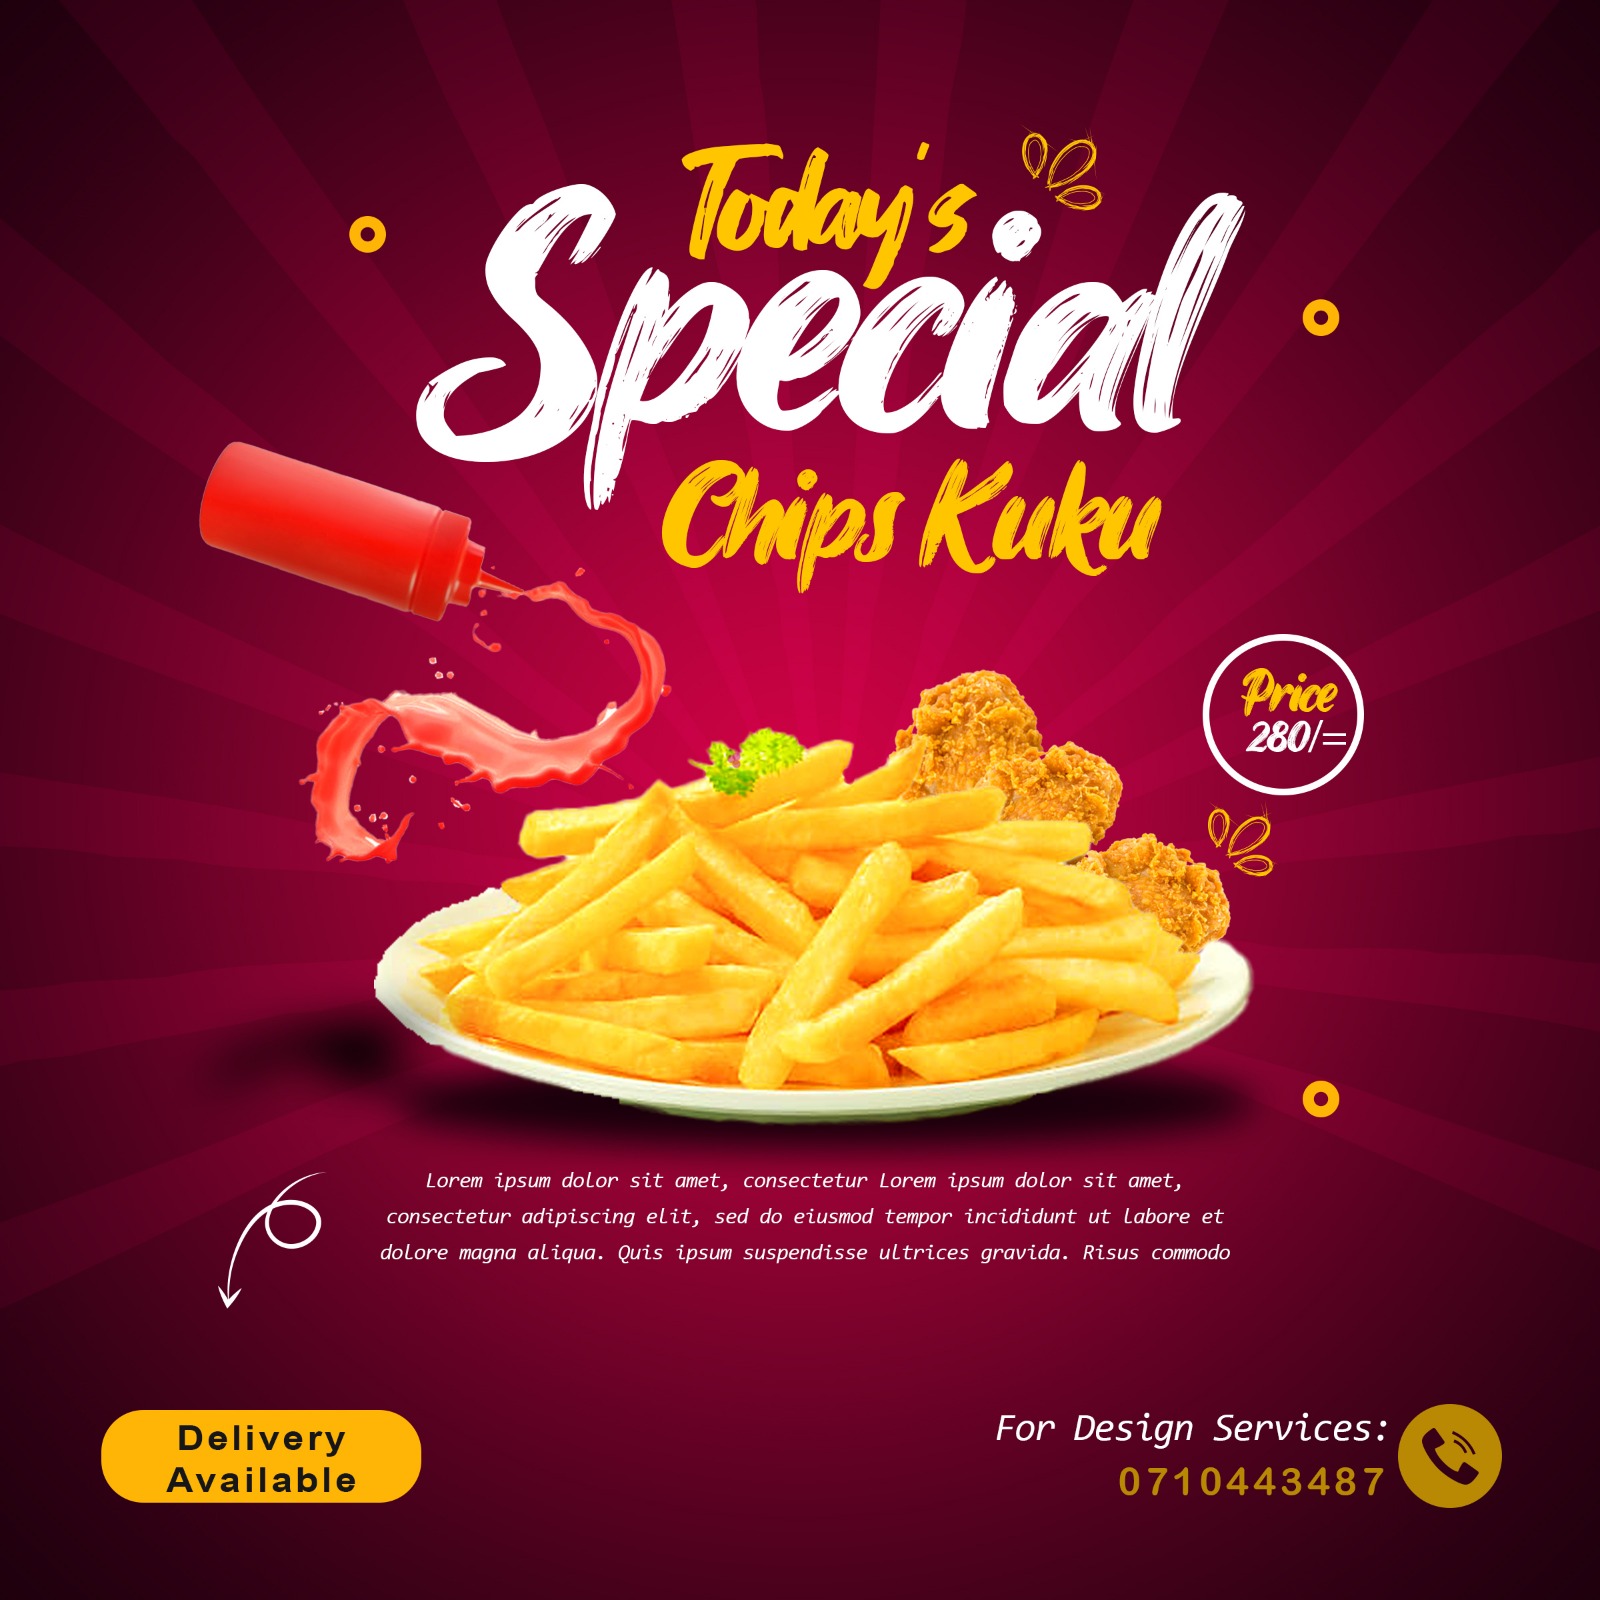 Today's
Special
Chips Kuku
Price
280/=
Lorem ipsum dolor sit amet, consectetur Lorem ipsum dolor sit amet,
consectetur adipiscing elit, sed do eiusmod tempor incididunt ut labore et
dolore magna aliqua. Quis ipsum suspendisse ultrices gravida. Risus commodo
Delivery
Available
For Design Services:
0710443487